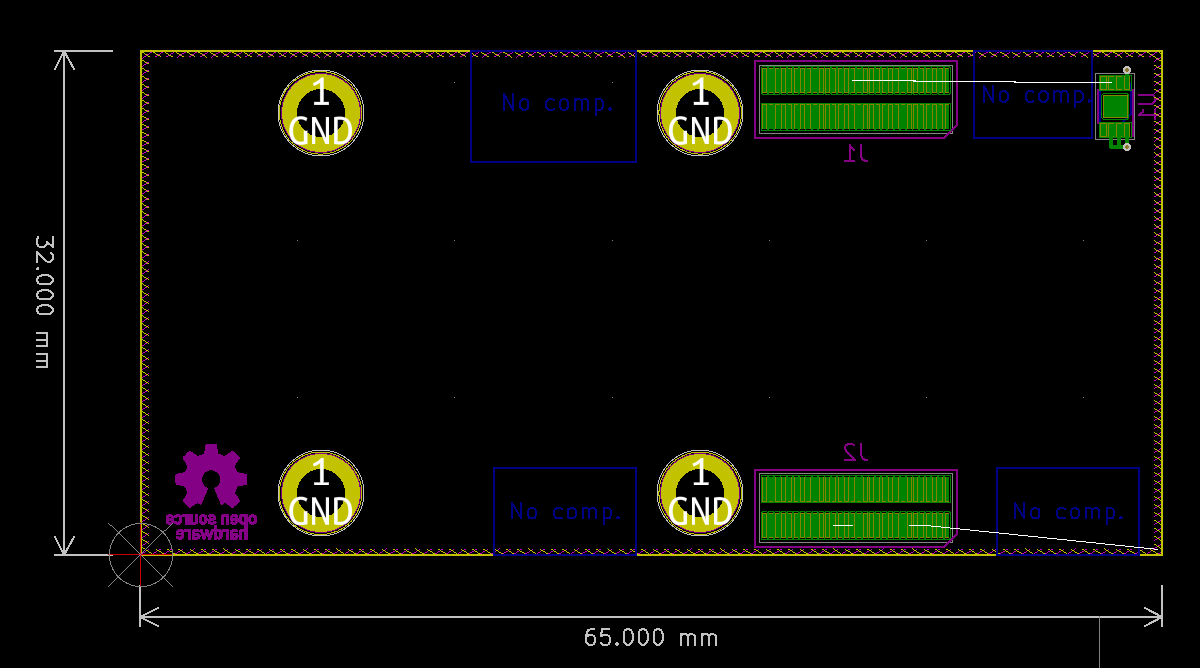 1
GND
No comp.
1
GND
J1
No comp.
U1
32.000 mm
J2
1
GND
No comp.
1
GND
No comp.
open source
hardware
65.000 mm